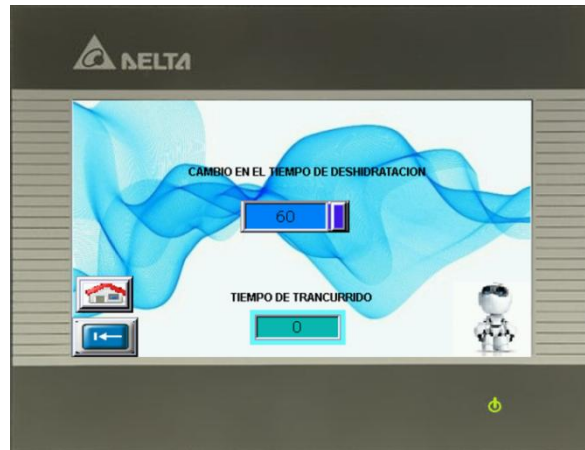 DELTA
CAMBIO EN EL TIEMPO DE DESHIDRATACION
60
TIEMPO DE TRANCURRIDO
0